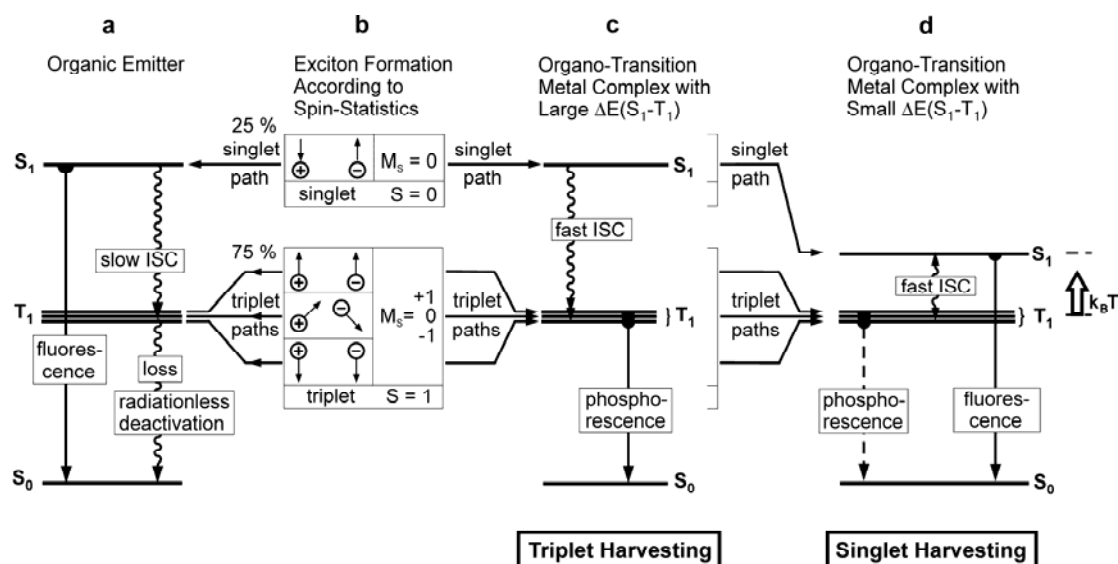 a
b
c
d
Organic Emitter
Exciton Formation
According to
Spin-Statistics
Organo-Transition
Metal Complex with
Large ΔE(S₁-T₁)
Organo-Transition
Metal Complex with
Small ΔE(S₁-T₁)
25 %
S₁
singlet
path
Mₛ = 0
singlet S = 0
singlet
path
S₁
singlet
path
slow ISC
75 %
fast ISC
S₁
fast ISC
k_BT
T₁
triplet
paths
+1
Mₛ= 0
-1
triplet
paths
} T₁
triplet
paths
} T₁
fluores-
cence
loss
radiationless
deactivation
triplet S = 1
phospho-
rescence
phospho-
rescence
fluores-
cence
S₀
S₀
S₀
Triplet Harvesting
Singlet Harvesting